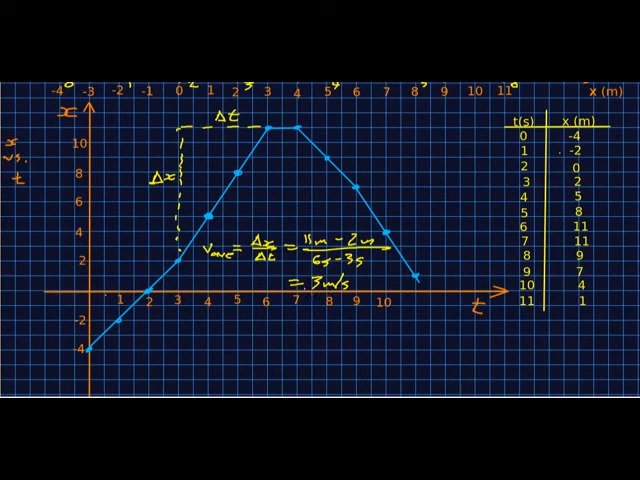 -4 -3 -2 -1 0 1 2 3 4 5 6 7 8 9 10 11 x (m)
x
x vs. t
Δt
Δx
10
8
6
4
2
-2
-4
1 2 3 4 5 6 7 8 9 10 t
vave = Δx/Δt = 11m - 2m / 6s - 3s
= 3m/s
t(s) x (m)
0 -4
1 -2
2 0
3 2
4 5
5 8
6 11
7 11
8 9
9 7
10 4
11 1